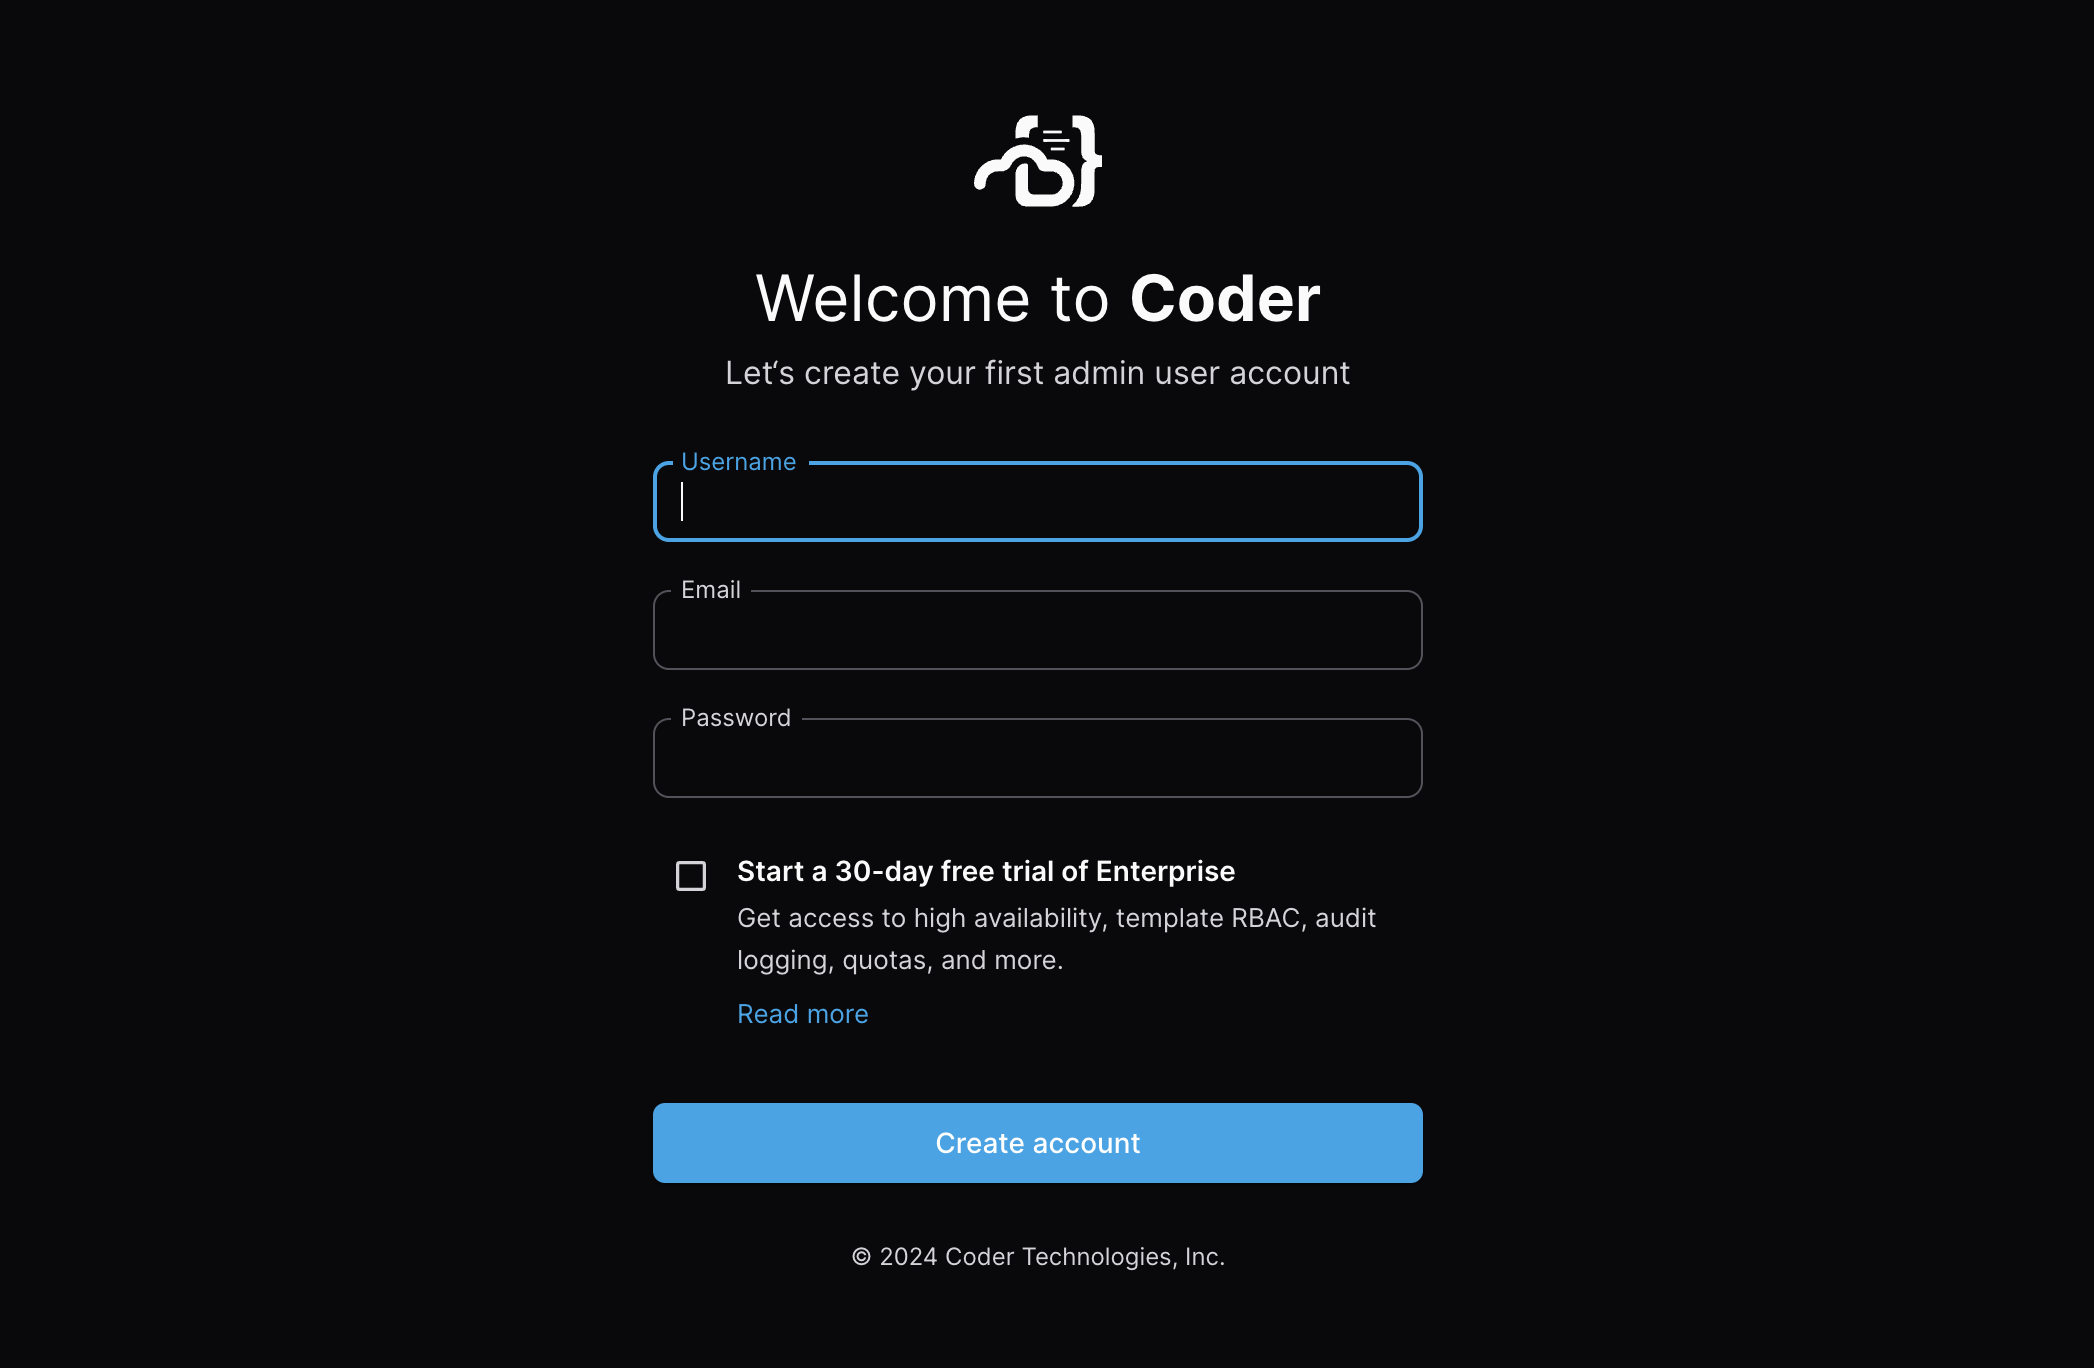 Welcome to Coder
Let‘s create your first admin user account
Username
Email
Password
Start a 30-day free trial of Enterprise
Get access to high availability, template RBAC, audit
logging, quotas, and more.
Read more
Create account
© 2024 Coder Technologies, Inc.